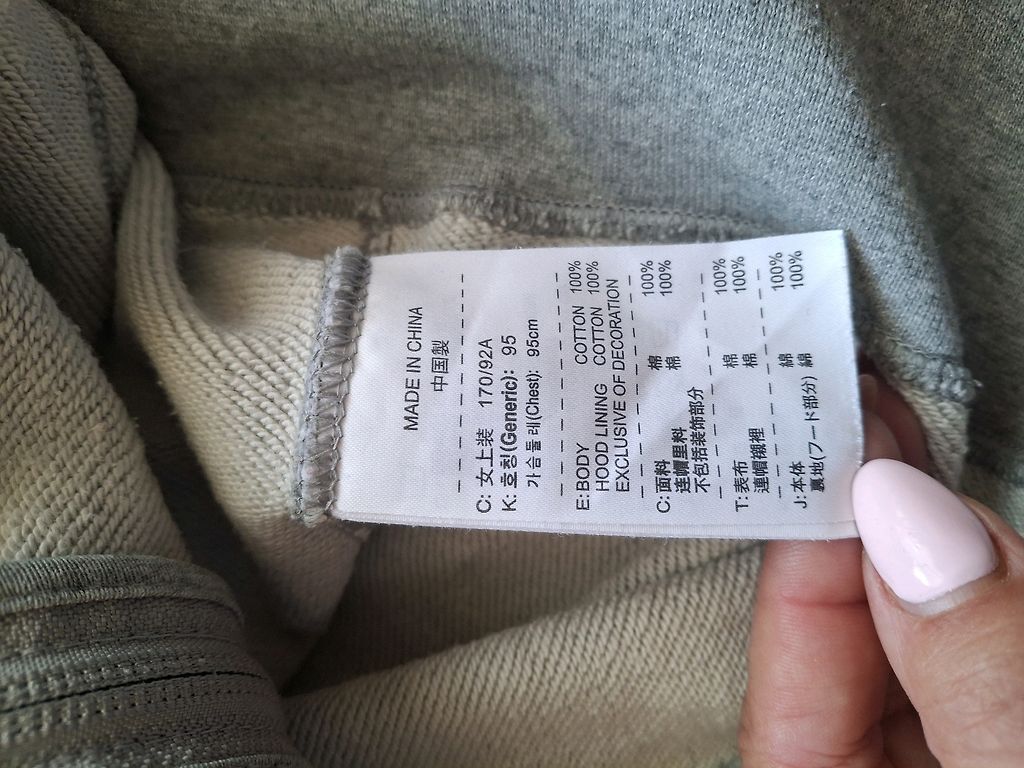 MADE IN CHINA
中国製
C: 女上装 170/92A
K: 호칭(Generic): 95
가슴둘레(Chest): 95cm
E: BODY COTTON 100%
HOOD LINING COTTON 100%
EXCLUSIVE OF DECORATION
C: 面料 棉 100%
連帽里料 棉 100%
不包括装饰部分
T: 表布 棉 100%
連帽襯裡 棉 100%
J: 本体 綿 100%
裏地(フード部分) 綿 100%